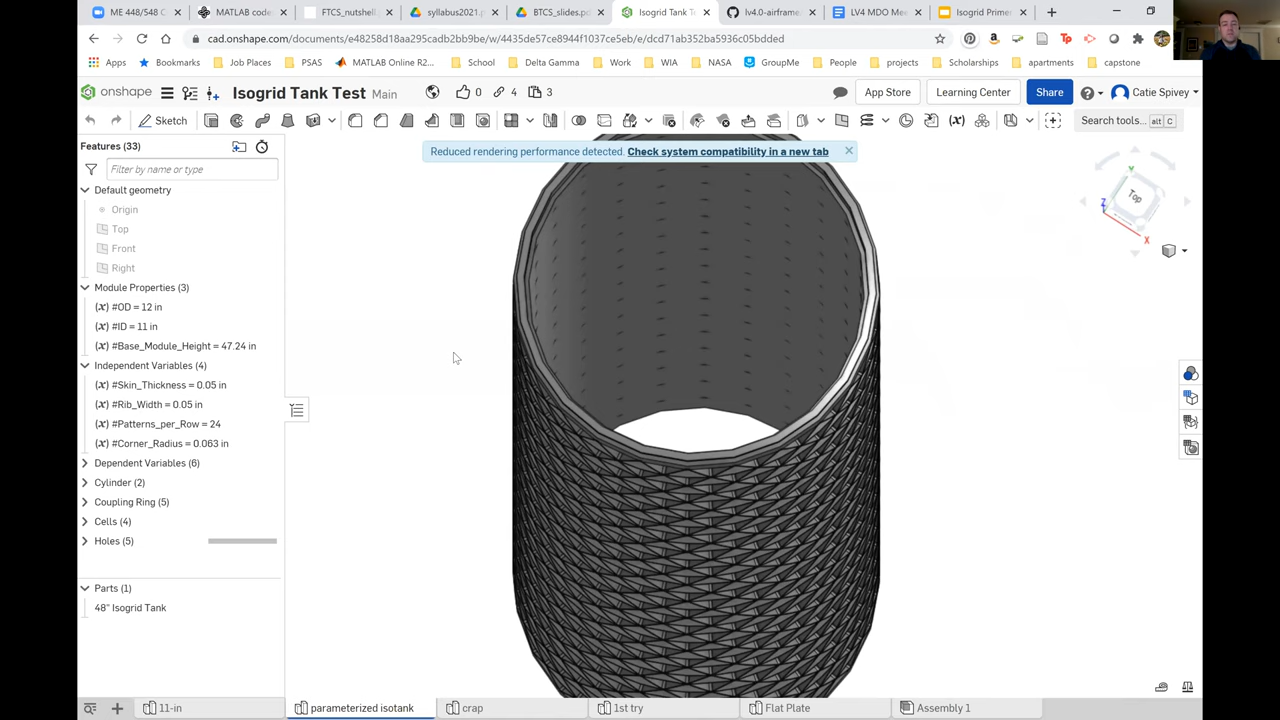 ME 448/548 C
MATLAB code
FTCS_nutshell
syllabus2021.p
BTCS_slides.pd
Isogrid Tank Te
lv4.0-airframe
LV4 MDO Mee
Isogrid Primer
cad.onshape.com/documents/e48258d18aa295cadb2bb90b/w/4435de57ce8944f1037ce5eb/e/dcd71ab352ba5936c05bdded
Apps Bookmarks Job Places PSAS MATLAB Online R2... School Delta Gamma Work WIA NASA GroupMe People projects Scholarships apartments capstone
onshape Isogrid Tank Test Main 0 4 3 App Store Learning Center Share Catie Spivey
Sketch Search tools... alt C
Features (33)
Reduced rendering performance detected. Check system compatibility in a new tab
Filter by name or type
Default geometry
Origin
Top
Front
Right
Module Properties (3)
(x) #OD = 12 in
(x) #ID = 11 in
(x) #Base_Module_Height = 47.24 in
Independent Variables (4)
(x) #Skin_Thickness = 0.05 in
(x) #Rib_Width = 0.05 in
(x) #Patterns_per_Row = 24
(x) #Corner_Radius = 0.063 in
Dependent Variables (6)
Cylinder (2)
Coupling Ring (5)
Cells (4)
Holes (5)
Parts (1)
48" Isogrid Tank
Top
Z
X
11-in
parameterized isotank
crap
1st try
Flat Plate
Assembly 1